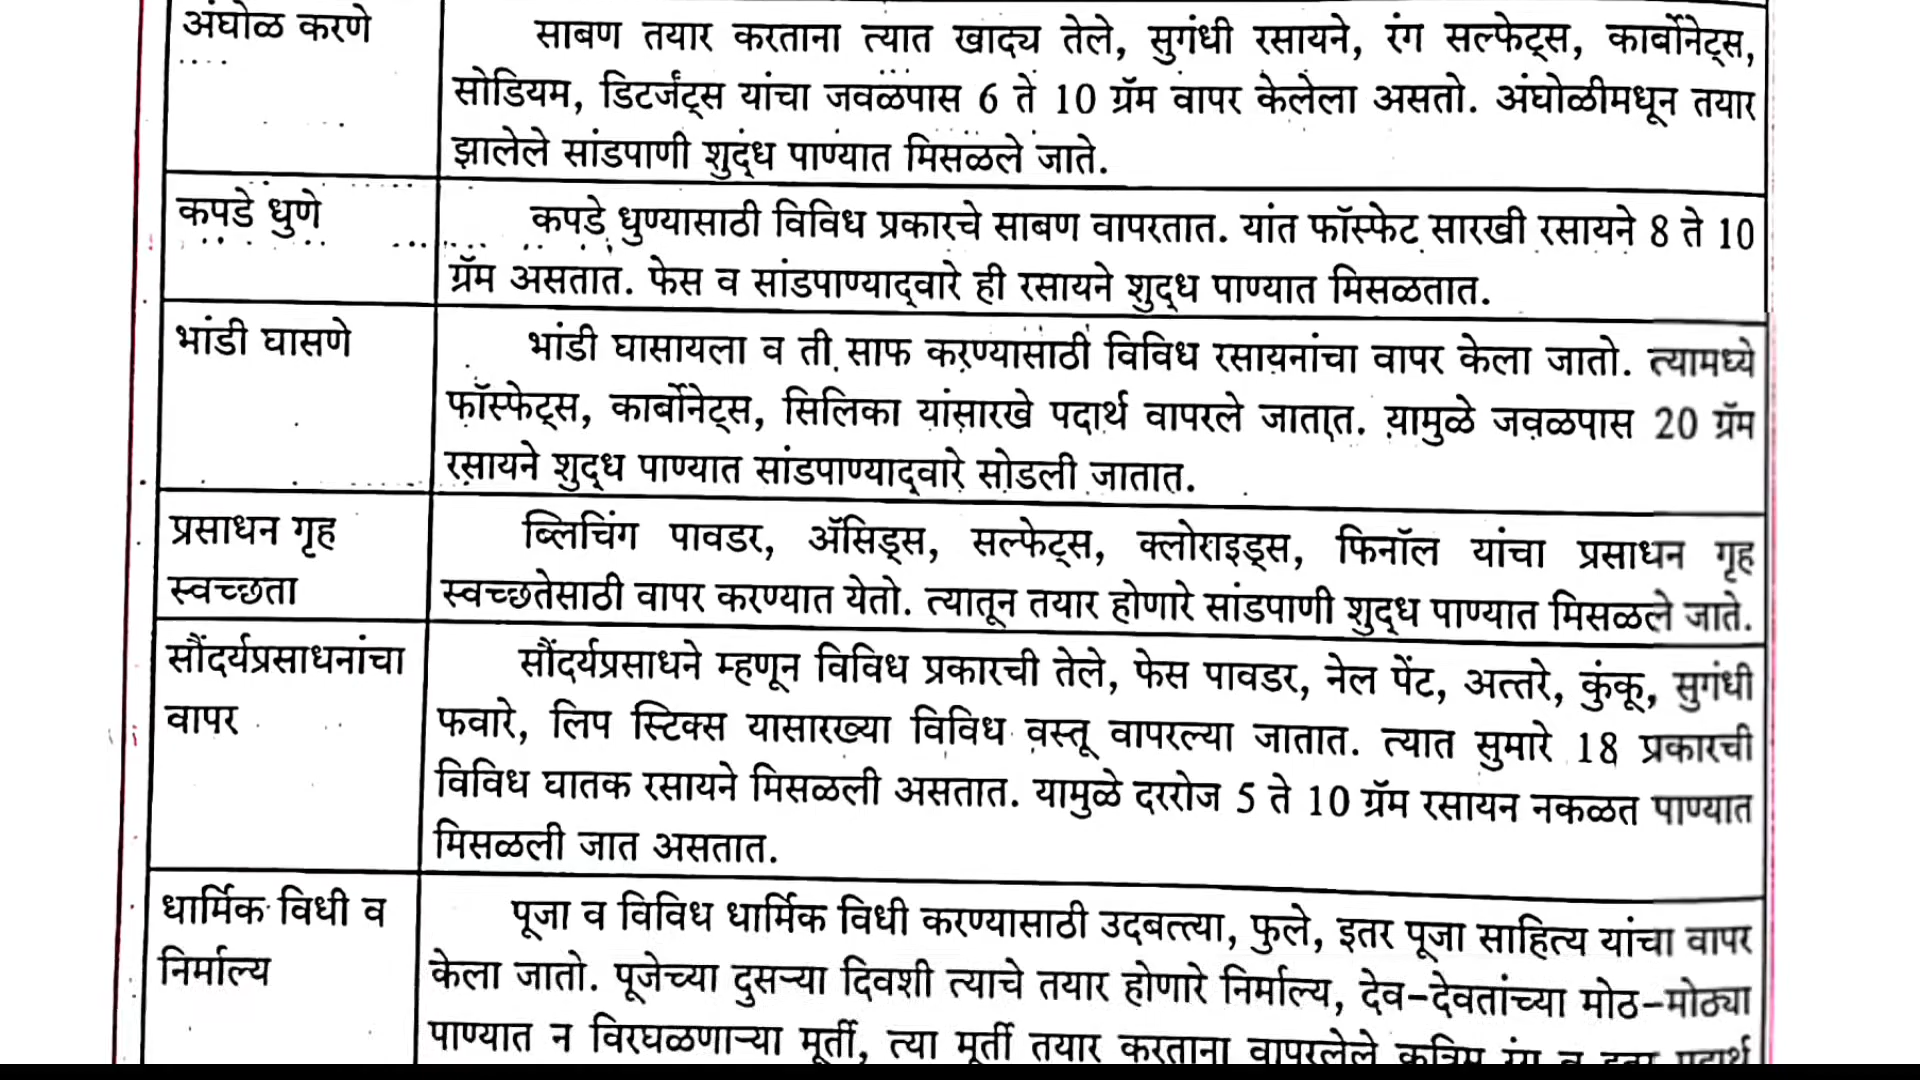 अंघोळ करणे
साबण तयार करताना त्यात खाद्य तेले, सुगंधी रसायने, रंग सल्फेट्स, कार्बोनेट्स,
सोडियम, डिटर्जंट्स यांचा जवळपास 6 ते 10 ग्रॅम वापर केलेला असतो. अंघोळीमधून तयार
झालेले सांडपाणी शुद्ध पाण्यात मिसळले जाते.
कपडे धुणे
कपडे धुण्यासाठी विविध प्रकारचे साबण वापरतात. यांत फॉस्फेट सारखी रसायने 8 ते 10
ग्रॅम असतात. फेस व सांडपाण्याद्वारे ही रसायने शुद्ध पाण्यात मिसळतात.
भांडी घासणे
भांडी घासायला व ती साफ करण्यासाठी विविध रसायनांचा वापर केला जातो. त्यामध्ये
फॉस्फेट्स, कार्बोनेट्स, सिलिका यांसारखे पदार्थ वापरले जातात. यामुळे जवळपास 20 ग्रॅम
रसायने शुद्ध पाण्यात सांडपाण्याद्वारे सोडली जातात.
प्रसाधन गृह
स्वच्छता
ब्लिचिंग पावडर, ॲसिड्स, सल्फेट्स, क्लोराइड्स, फिनॉल यांचा प्रसाधन गृह
स्वच्छतेसाठी वापर करण्यात येतो. त्यातून तयार होणारे सांडपाणी शुद्ध पाण्यात मिसळले जाते.
सौंदर्यप्रसाधनांचा
वापर
सौंदर्यप्रसाधने म्हणून विविध प्रकारची तेले, फेस पावडर, नेल पेंट, अत्तरे, कुंकू, सुगंधी
फवारे, लिप स्टिक्स यासारख्या विविध वस्तू वापरल्या जातात. त्यात सुमारे 18 प्रकारची
विविध घातक रसायने मिसळली असतात. यामुळे दररोज 5 ते 10 ग्रॅम रसायन नकळत पाण्यात
मिसळली जात असतात.
धार्मिक विधी व
निर्माल्य
पूजा व विविध धार्मिक विधी करण्यासाठी उदबत्त्या, फुले, इतर पूजा साहित्य यांचा वापर
केला जातो. पूजेच्या दुसऱ्या दिवशी त्याचे तयार होणारे निर्माल्य, देव-देवतांच्या मोठ-मोठ्या
पाण्यात न विरघळणाऱ्या मूर्ती, त्या मूर्ती तयार करताना वापरलेले कृत्रिम रंग व इतर पदार्थ